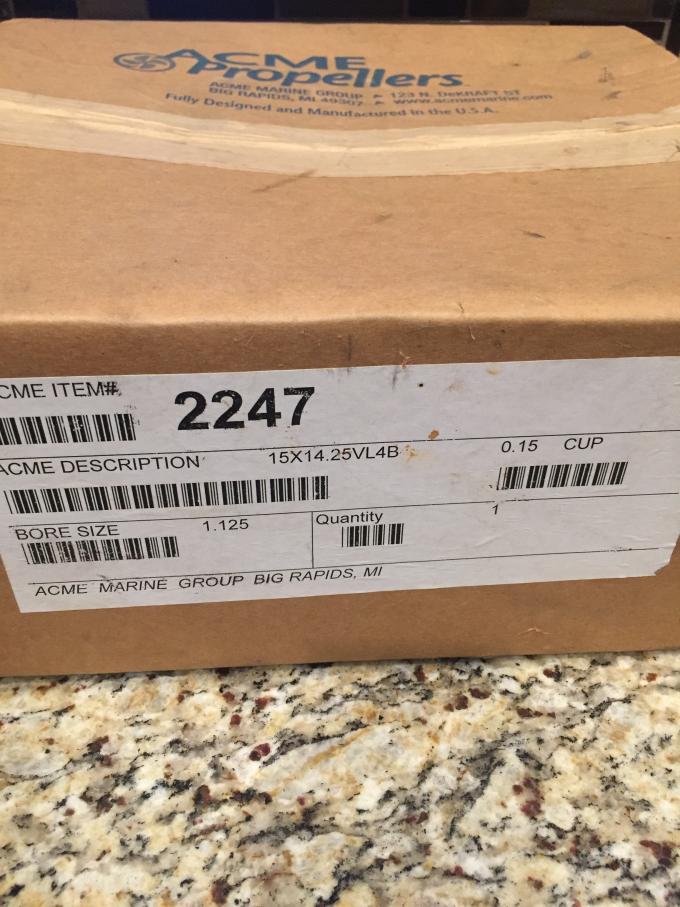 ACME
Propellers
ACME MARINE GROUP ▸ 123 N. DEKRAFT ST
BIG RAPIDS, MI 49307 ▸ www.acmemarine.com
Fully Designed and Manufactured in the U.S.A.
CME ITEM# 2247
ACME DESCRIPTION 15X14.25VL4B 0.15 CUP
BORE SIZE 1.125 Quantity 1
ACME MARINE GROUP BIG RAPIDS, MI